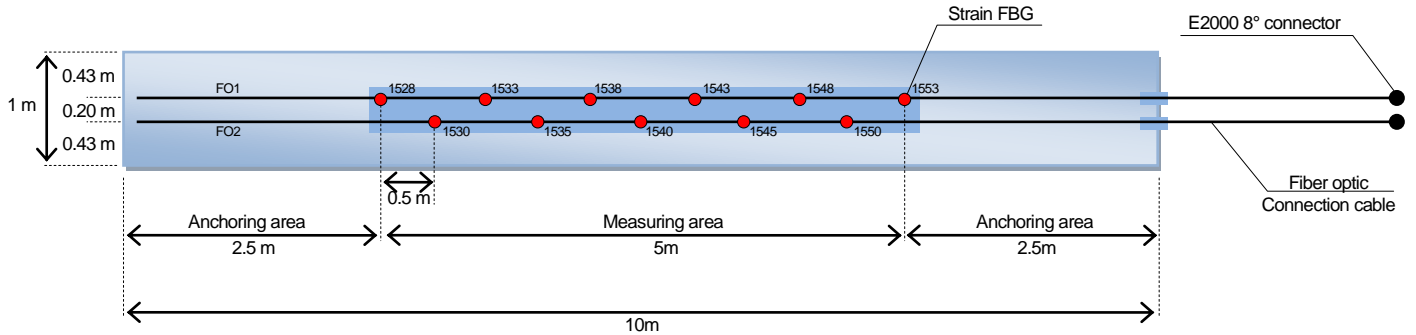 Strain FBG
E2000 8° connector
0.43 m
1 m
0.20 m
0.43 m
FO1
1528
1533
1538
1543
1548
1553
FO2
1530
1535
1540
1545
1550
0.5 m
Fiber optic
Connection cable
Anchoring area
2.5 m
Measuring area
5m
Anchoring area
2.5m
10m